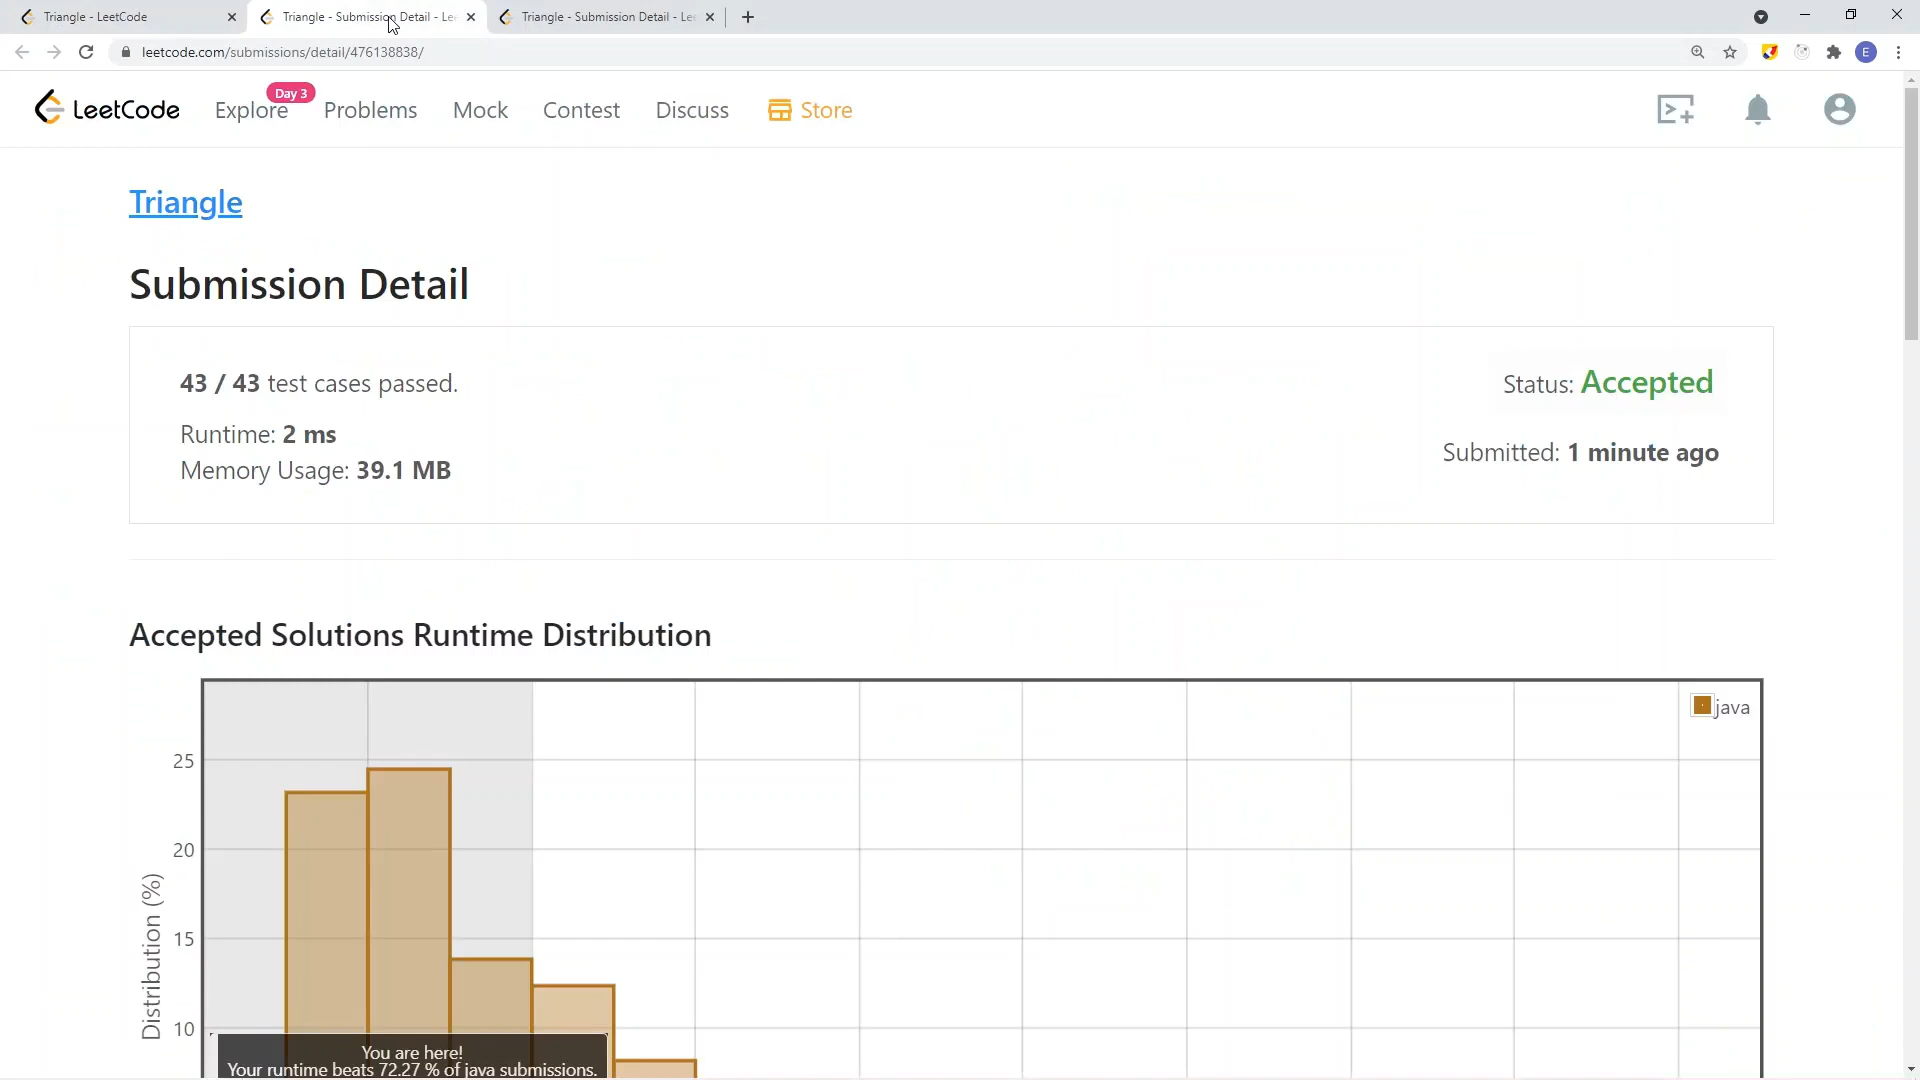 Triangle - LeetCode
Triangle - Submission Detail - Le
Triangle - Submission Detail - Le
leetcode.com/submissions/detail/476138838/
E
LeetCode
Explore
Day 3
Problems
Mock
Contest
Discuss
Store
Triangle
Submission Detail
43 / 43 test cases passed.
Status: Accepted
Runtime: 2 ms
Submitted: 1 minute ago
Memory Usage: 39.1 MB
Accepted Solutions Runtime Distribution
java
25
20
15
10
Distribution (%)
You are here!
Your runtime beats 72.27 % of java submissions.